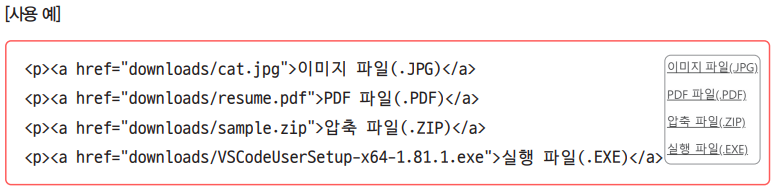 [사용 예]
<p><a href="downloads/cat.jpg">이미지 파일(.JPG)</a>
<p><a href="downloads/resume.pdf">PDF 파일(.PDF)</a>
<p><a href="downloads/sample.zip">압축 파일(.ZIP)</a>
<p><a href="downloads/VSCodeUserSetup-x64-1.81.1.exe">실행 파일(.EXE)</a>
이미지 파일(.JPG)
PDF 파일(.PDF)
압축 파일(.ZIP)
실행 파일(.EXE)